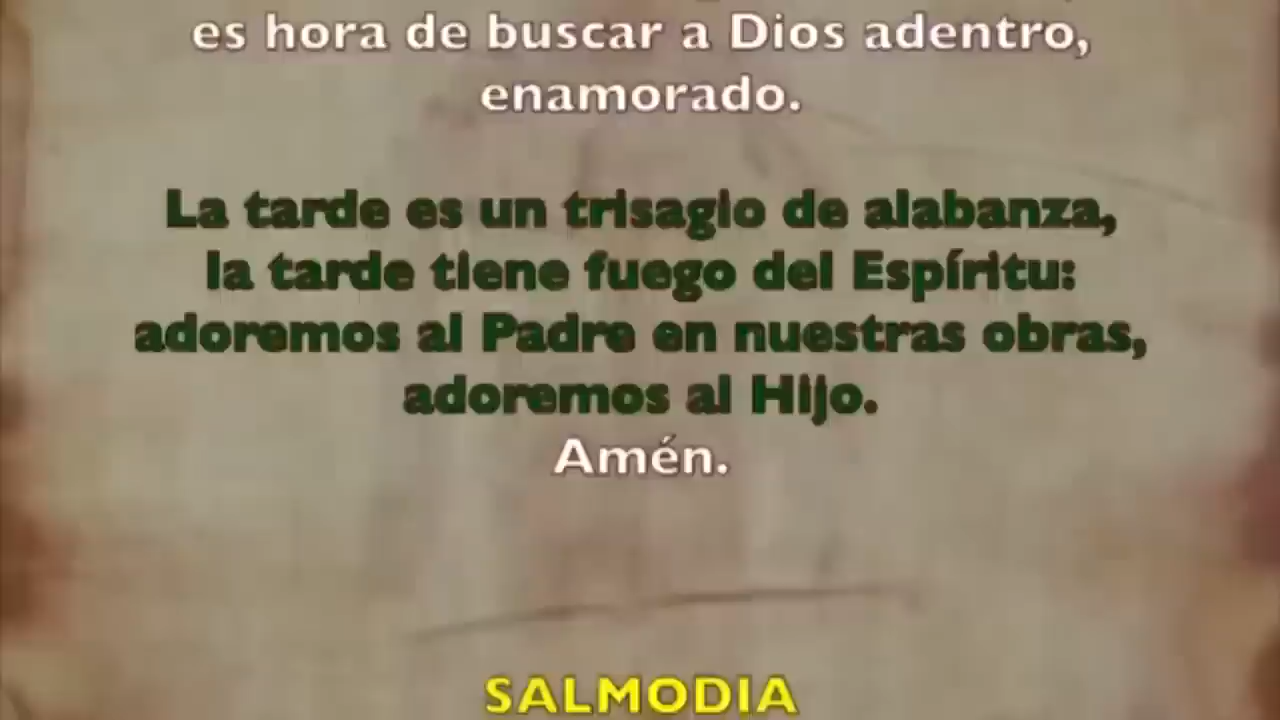 es hora de buscar a Dios adentro,
enamorado.
La tarde es un trisagio de alabanza,
la tarde tiene fuego del Espíritu:
adoremos al Padre en nuestras obras,
adoremos al Hijo.
Amén.
SALMODIA